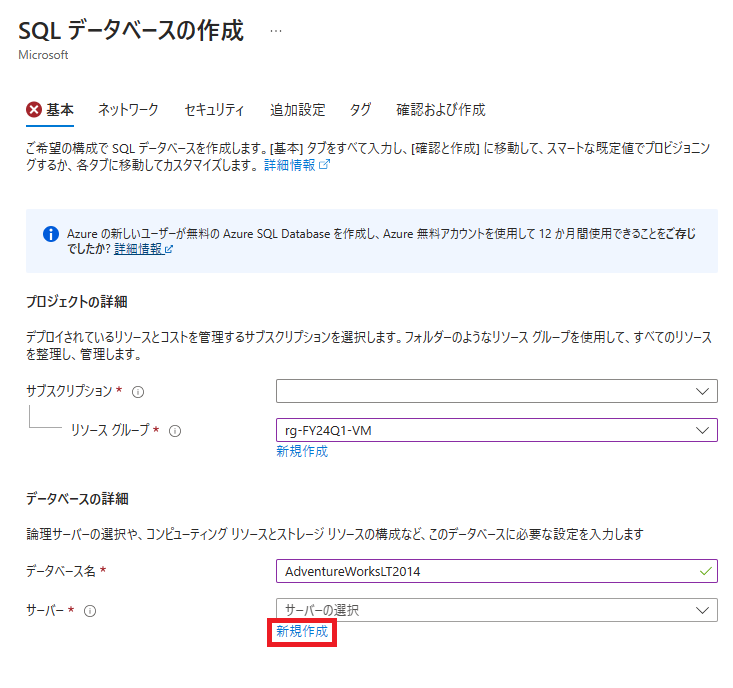 SQL データベースの作成 …
Microsoft
基本 ネットワーク セキュリティ 追加設定 タグ 確認および作成
ご希望の構成で SQL データベースを作成します。[基本] タブをすべて入力し、[確認と作成] に移動して、スマートな既定値でプロビジョニン
グするか、各タブに移動してカスタマイズします。 詳細情報
Azure の新しいユーザーが無料の Azure SQL Database を作成し、Azure 無料アカウントを使用して 12 か月間使用できることをご存じ
でしたか? 詳細情報
プロジェクトの詳細
デプロイされているリソースとコストを管理するサブスクリプションを選択します。フォルダーのようなリソース グループを使用して、すべてのリソース
を整理し、管理します。
サブスクリプション *
リソース グループ * rg-FY24Q1-VM
新規作成
データベースの詳細
論理サーバーの選択や、コンピューティング リソースとストレージ リソースの構成など、このデータベースに必要な設定を入力します
データベース名 * AdventureWorksLT2014
サーバー * サーバーの選択
新規作成